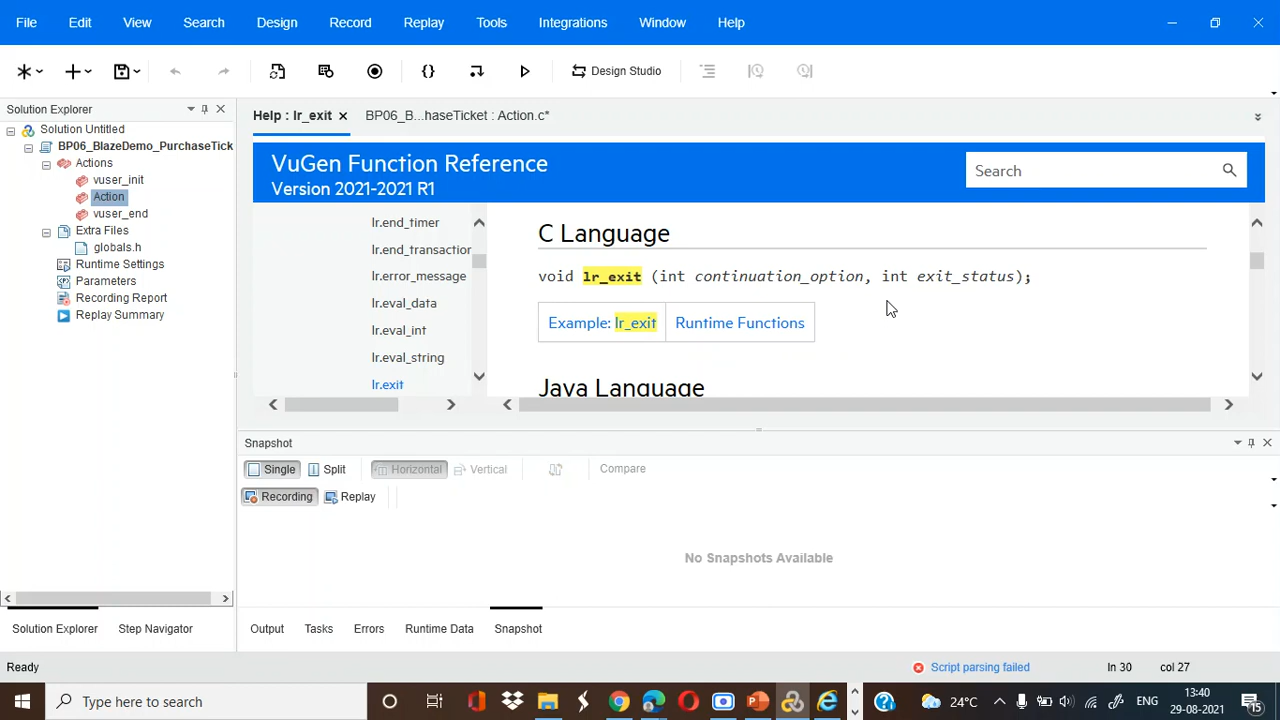 File Edit View Search Design Record Replay Tools Integrations Window Help
Design Studio
Solution Explorer
Solution Untitled
BP06_BlazeDemo_PurchaseTick
Actions
vuser_init
Action
vuser_end
Extra Files
globals.h
Runtime Settings
Parameters
Recording Report
Replay Summary
Solution Explorer Step Navigator
Help : lr_exit BP06_B...haseTicket : Action.c*
VuGen Function Reference
Version 2021-2021 R1
Search
lr.end_timer
lr.end_transaction
lr.error_message
lr.eval_data
lr.eval_int
lr.eval_string
lr.exit
C Language
void lr_exit (int continuation_option, int exit_status);
Example: lr_exit Runtime Functions
Java Language
Snapshot
Single Split Horizontal Vertical Compare
Recording Replay
No Snapshots Available
Output Tasks Errors Runtime Data Snapshot
Ready Script parsing failed ln 30 col 27
Type here to search 24°C ENG 13:40
29-08-2021 15